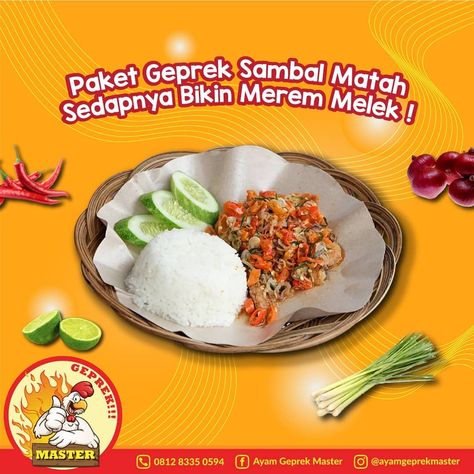 Paket Geprek Sambal Matah
Sedapnya Bikin Merem Melek !
GEPREK!!!
MASTER
0812 8335 0594
Ayam Geprek Master
@ayamgeprekmaster